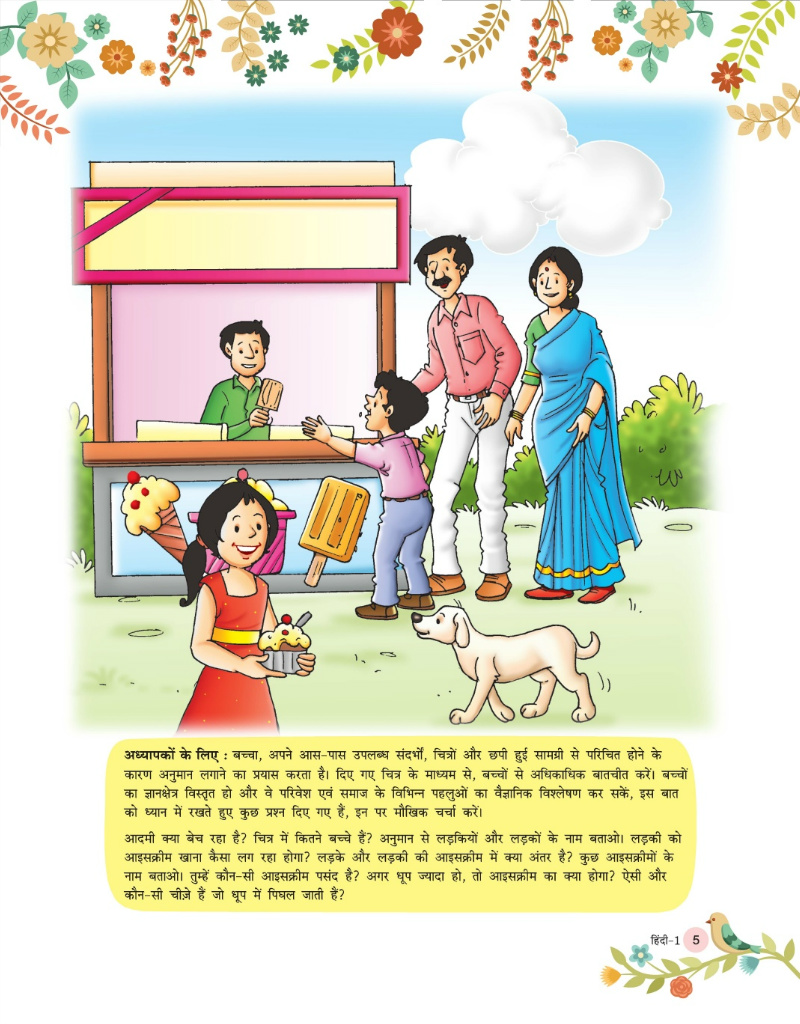 अध्यापकों के लिए : बच्चा, अपने आस-पास उपलब्ध संदर्भों, चित्रों और छपी हुई सामग्री से परिचित होने के
कारण अनुमान लगाने का प्रयास करता है। दिए गए चित्र के माध्यम से, बच्चों से अधिकाधिक बातचीत करें। बच्चों
का ज्ञानक्षेत्र विस्तृत हो और वे परिवेश एवं समाज के विभिन्न पहलुओं का वैज्ञानिक विश्लेषण कर सकें, इस बात
को ध्यान में रखते हुए कुछ प्रश्न दिए गए हैं, इन पर मौखिक चर्चा करें।
आदमी क्या बेच रहा है? चित्र में कितने बच्चे हैं? अनुमान से लड़कियों और लड़कों के नाम बताओ। लड़की को
आइसक्रीम खाना कैसा लग रहा होगा? लड़के और लड़की की आइसक्रीम में क्या अंतर है? कुछ आइसक्रीमों के
नाम बताओ। तुम्हें कौन-सी आइसक्रीम पसंद है? अगर धूप ज्यादा हो, तो आइसक्रीम का क्या होगा? ऐसी और
कौन-सी चीज़े हैं जो धूप में पिघल जाती हैं?
हिंदी-1 5